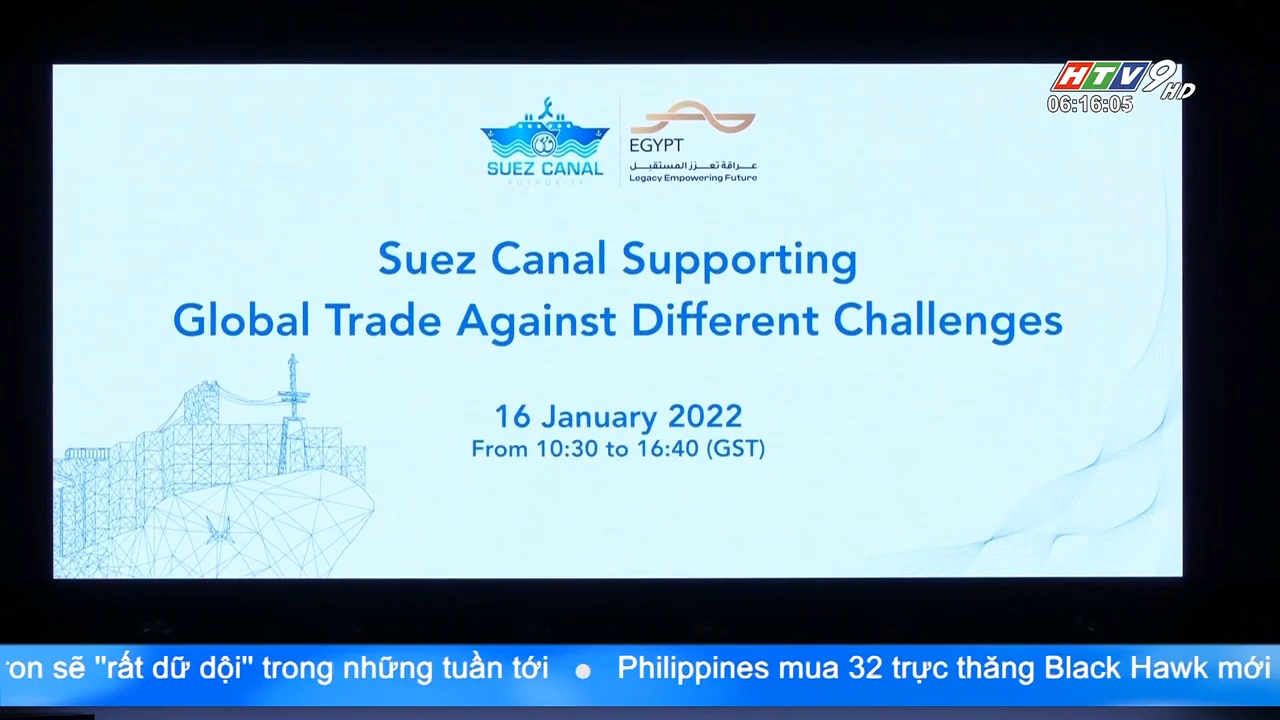 HTV9 HD
06:16:05
SUEZ CANAL
AUTHORITY
EGYPT
عراقة تعزز المستقبل
Legacy Empowering Future
Suez Canal Supporting
Global Trade Against Different Challenges
16 January 2022
From 10:30 to 16:40 (GST)
on sẽ "rất dữ dội" trong những tuần tới ● Philippines mua 32 trực thăng Black Hawk mới